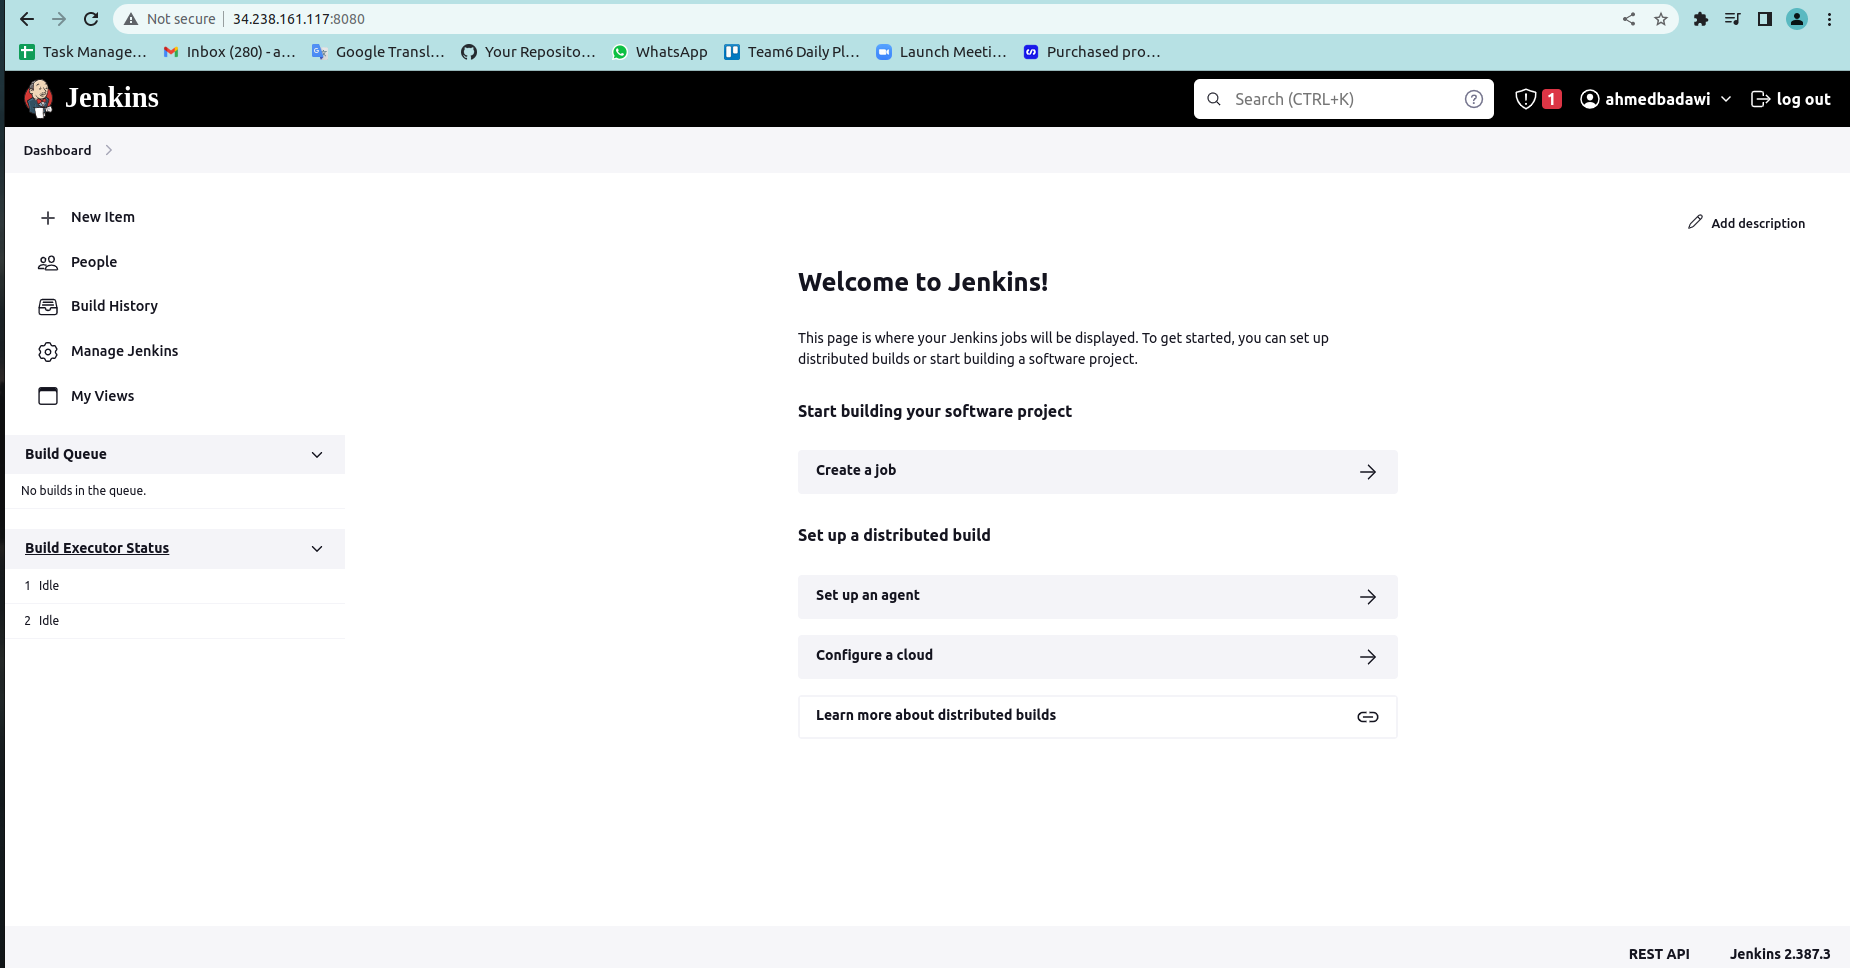 Not secure 34.238.161.117:8080
Task Manage... Inbox (280) – a... Google Transl... Your Reposito... WhatsApp Team6 Daily Pl... Launch Meeti... Purchased pro...
Jenkins
Search (CTRL+K)
1
ahmedbadawi
log out
Dashboard
New Item
People
Build History
Manage Jenkins
My Views
Build Queue
No builds in the queue.
Build Executor Status
1 Idle
2 Idle
Add description
Welcome to Jenkins!
This page is where your Jenkins jobs will be displayed. To get started, you can set up
distributed builds or start building a software project.
Start building your software project
Create a job
Set up a distributed build
Set up an agent
Configure a cloud
Learn more about distributed builds
REST API
Jenkins 2.387.3